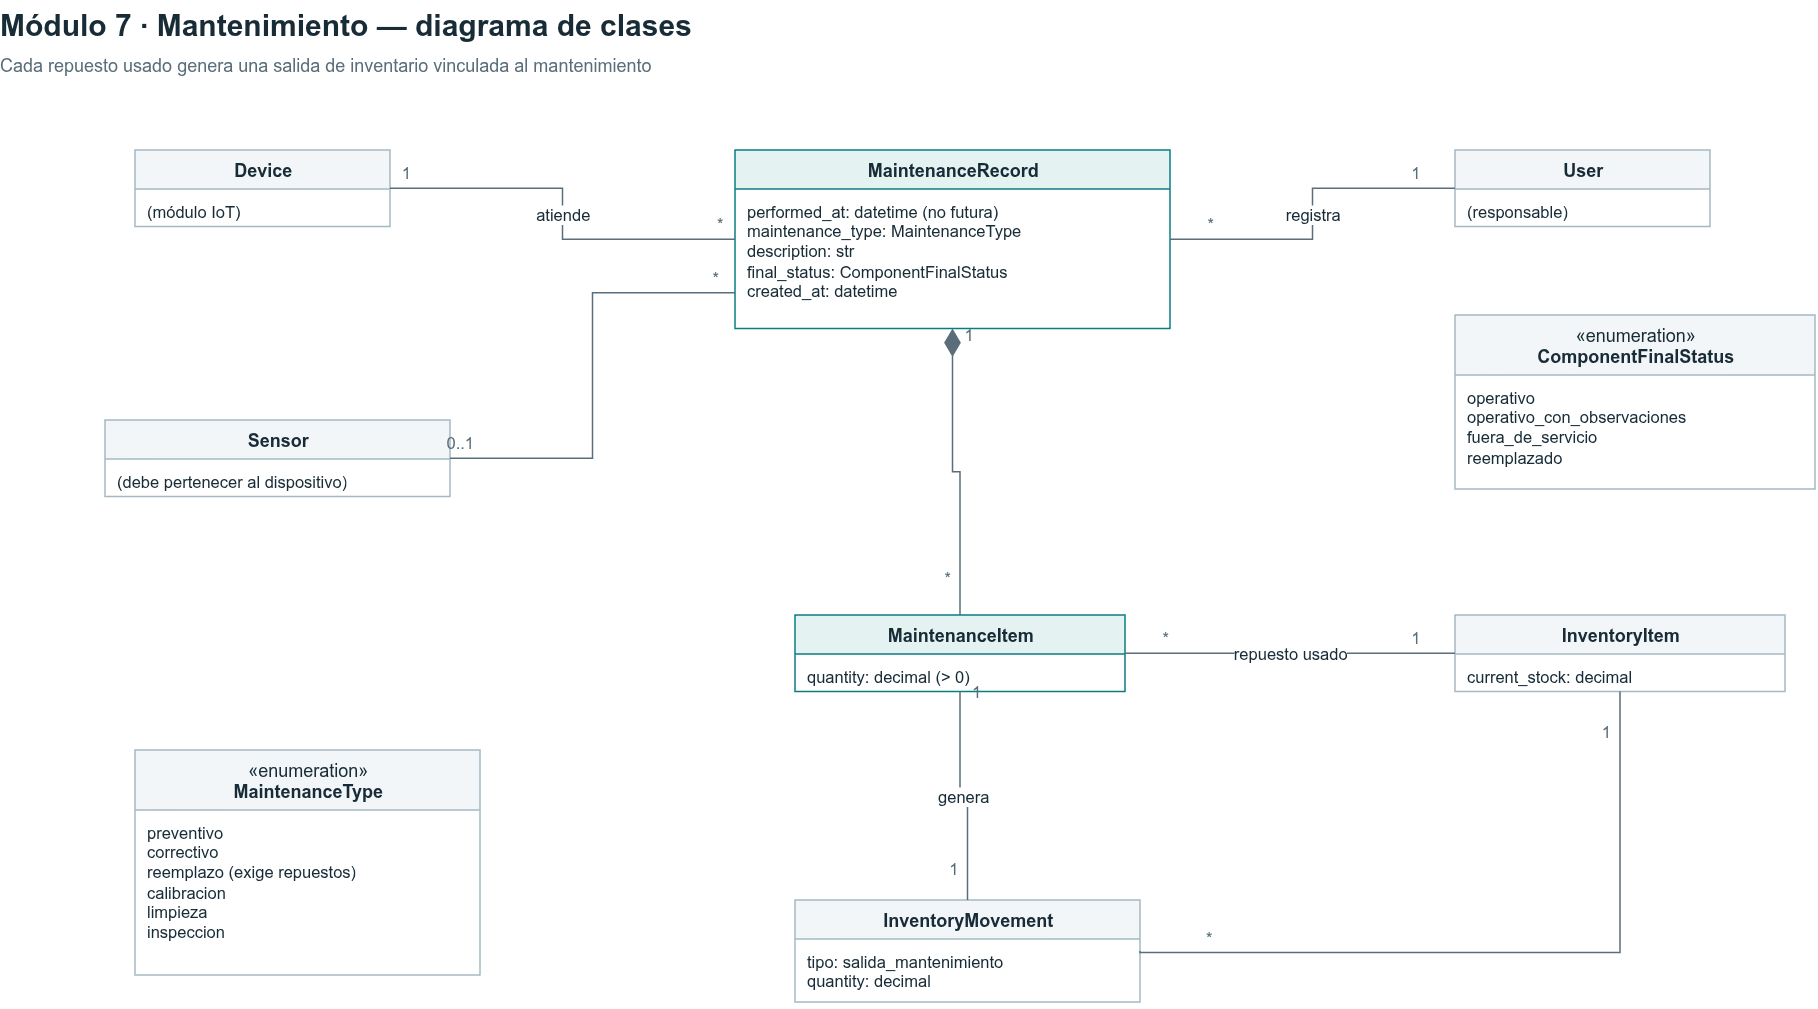 Módulo 7 · Mantenimiento — diagrama de clases
Cada repuesto usado genera una salida de inventario vinculada al mantenimiento
Device
(módulo IoT)
1
atiende
*
MaintenanceRecord
performed_at: datetime (no futura)
maintenance_type: MaintenanceType
description: str
final_status: ComponentFinalStatus
created_at: datetime
*
registra
1
User
(responsable)
*
Sensor
(debe pertenecer al dispositivo)
0..1
1
«enumeration»
ComponentFinalStatus
operativo
operativo_con_observaciones
fuera_de_servicio
reemplazado
*
MaintenanceItem
quantity: decimal (> 0)
*
repuesto usado
1
InventoryItem
current_stock: decimal
1
genera
1
1
«enumeration»
MaintenanceType
preventivo
correctivo
reemplazo (exige repuestos)
calibracion
limpieza
inspeccion
InventoryMovement
tipo: salida_mantenimiento
quantity: decimal
*